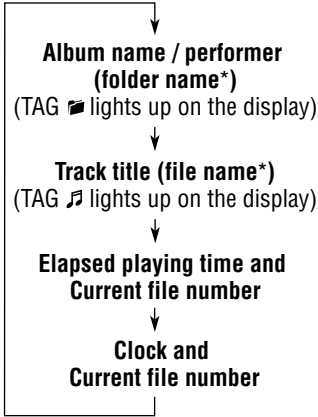 Album name / performer
(folder name*)
(TAG lights up on the display)
Track title (file name*)
(TAG ♫ lights up on the display)
Elapsed playing time and
Current file number
Clock and
Current file number